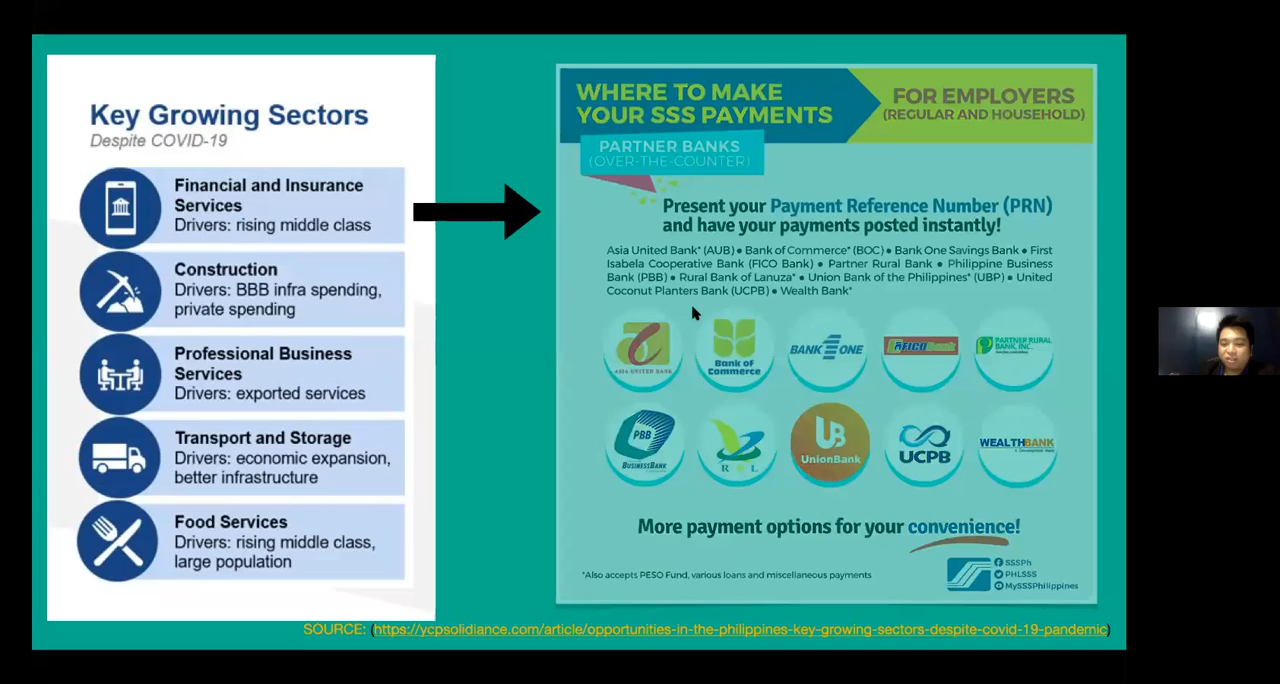 Key Growing Sectors
Despite COVID-19
Financial and Insurance
Services
Drivers: rising middle class
Construction
Drivers: BBB infra spending,
private spending
Professional Business
Services
Drivers: exported services
Transport and Storage
Drivers: economic expansion,
better infrastructure
Food Services
Drivers: rising middle class,
large population
WHERE TO MAKE
YOUR SSS PAYMENTS
FOR EMPLOYERS
(REGULAR AND HOUSEHOLD)
PARTNER BANKS
(OVER-THE-COUNTER)
Present your Payment Reference Number (PRN)
and have your payments posted instantly!
Asia United Bank* (AUB) • Bank of Commerce* (BOC) • Bank One Savings Bank • First
Isabela Cooperative Bank (FICO Bank) • Partner Rural Bank • Philippine Business
Bank (PBB) • Rural Bank of Lanuza* • Union Bank of the Philippines* (UBP) • United
Coconut Planters Bank (UCPB) • Wealth Bank*
ASIA UNITED BANK
Bank of
Commerce
BANK ONE
FICOBank
PARTNER RURAL
BANK, INC.
PBB
BUSINESSBANK
R L
UB
UnionBank
UCPB
WEALTHBANK
More payment options for your convenience!
*Also accepts PESO Fund, various loans and miscellaneous payments
SSSPh
PHLSSS
MySSSPhilippines
SOURCE: (https://ycpsolidiance.com/article/opportunities-in-the-philippines-key-growing-sectors-despite-covid-19-pandemic)